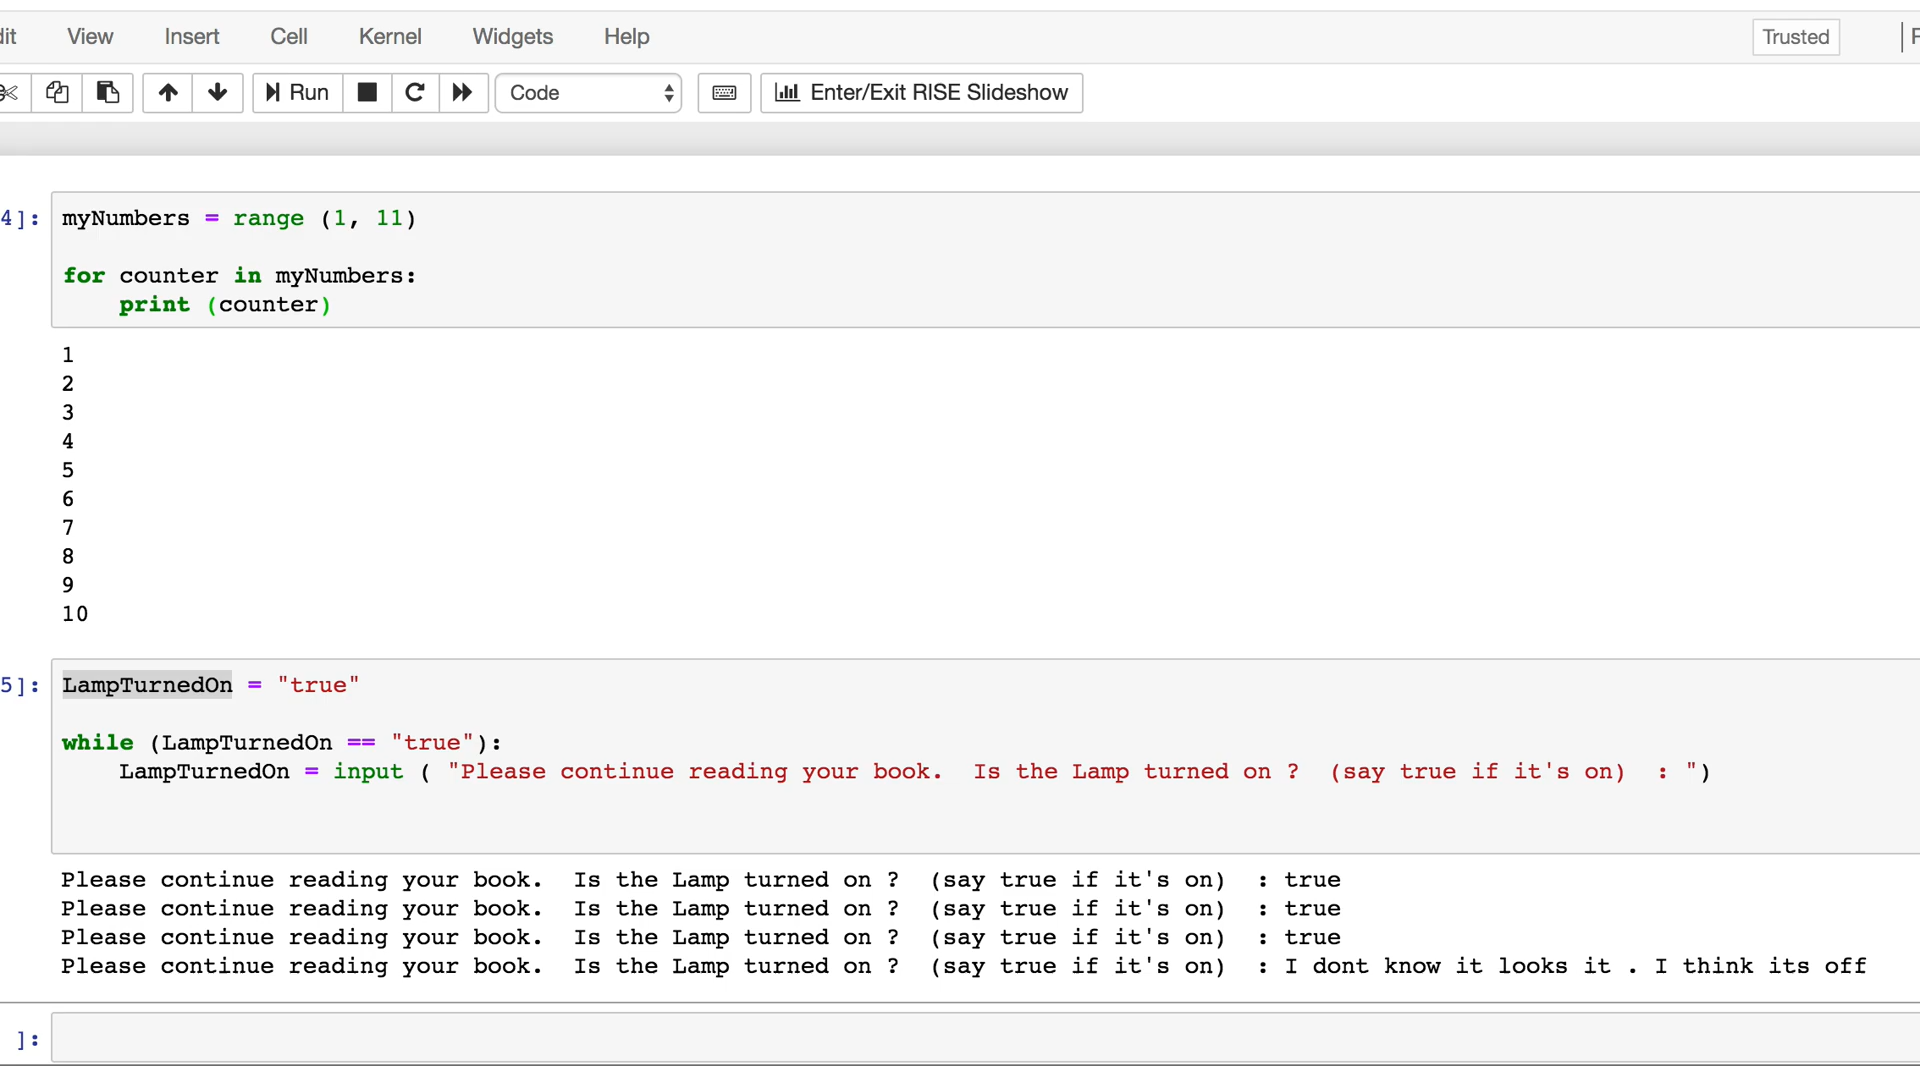 dit View Insert Cell Kernel Widgets Help Trusted
Run Code Enter/Exit RISE Slideshow
4]: myNumbers = range (1, 11)
for counter in myNumbers:
print (counter)
1
2
3
4
5
6
7
8
9
10
5]: LampTurnedOn = "true"
while (LampTurnedOn == "true"):
LampTurnedOn = input ( "Please continue reading your book.  Is the Lamp turned on ?  (say true if it's on)  : ")
Please continue reading your book.  Is the Lamp turned on ?  (say true if it's on)  : true
Please continue reading your book.  Is the Lamp turned on ?  (say true if it's on)  : true
Please continue reading your book.  Is the Lamp turned on ?  (say true if it's on)  : true
Please continue reading your book.  Is the Lamp turned on ?  (say true if it's on)  : I dont know it looks it . I think its off
]: